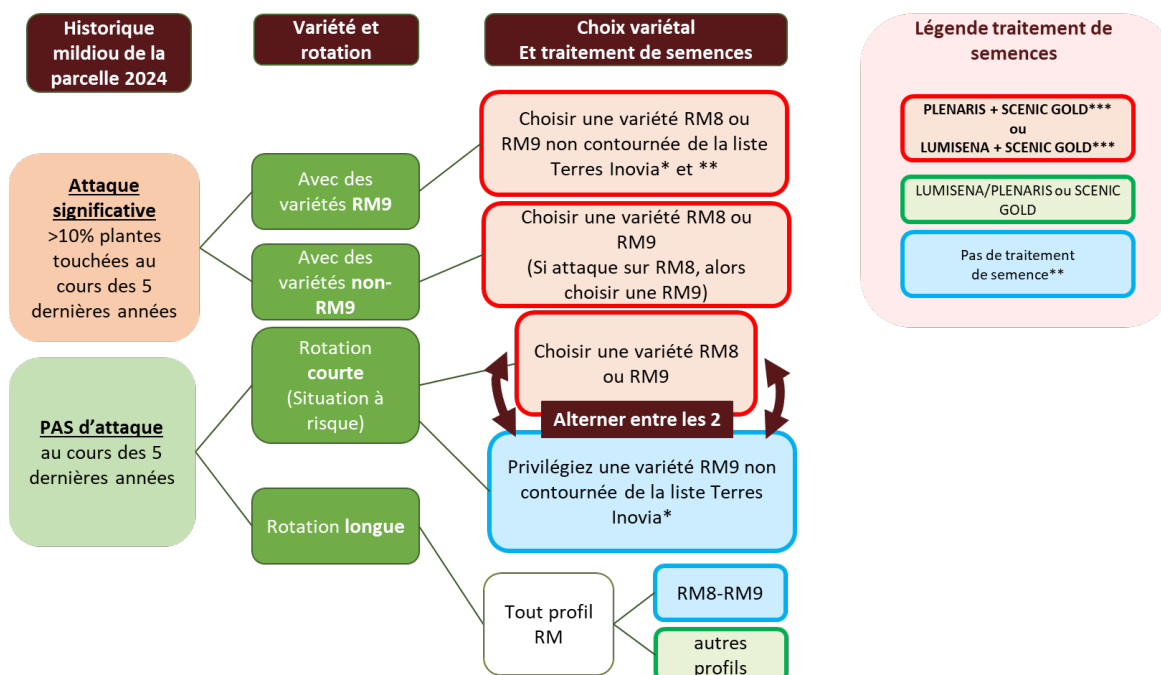 Historique
mildiou de la
parcelle 2024
Variété et
rotation
Choix variétal
Et traitement de semences
Légende traitement de
semences
Attaque
significative
>10% plantes
touchées au
cours des 5
dernières années
Avec des
variétés RM9
Avec des
variétés non-
RM9
Choisir une variété RM8 ou
RM9 non contournée de la liste
Terres Inovia* et **
Choisir une variété RM8 ou
RM9
(Si attaque sur RM8, alors
choisir une RM9)
PAS d’attaque
au cours des 5
dernières années
Rotation
courte
(Situation à
risque)
Choisir une variété RM8
ou RM9
Alterner entre les 2
Privilégiez une variété RM9 non
contournée de la liste Terres
Inovia*
Rotation longue
Tout profil
RM
RM8-RM9
autres
profils
PLENARIS + SCENIC GOLD***
ou
LUMISENA + SCENIC GOLD***
LUMISENA/PLENARIS ou SCENIC
GOLD
Pas de traitement
de semence**